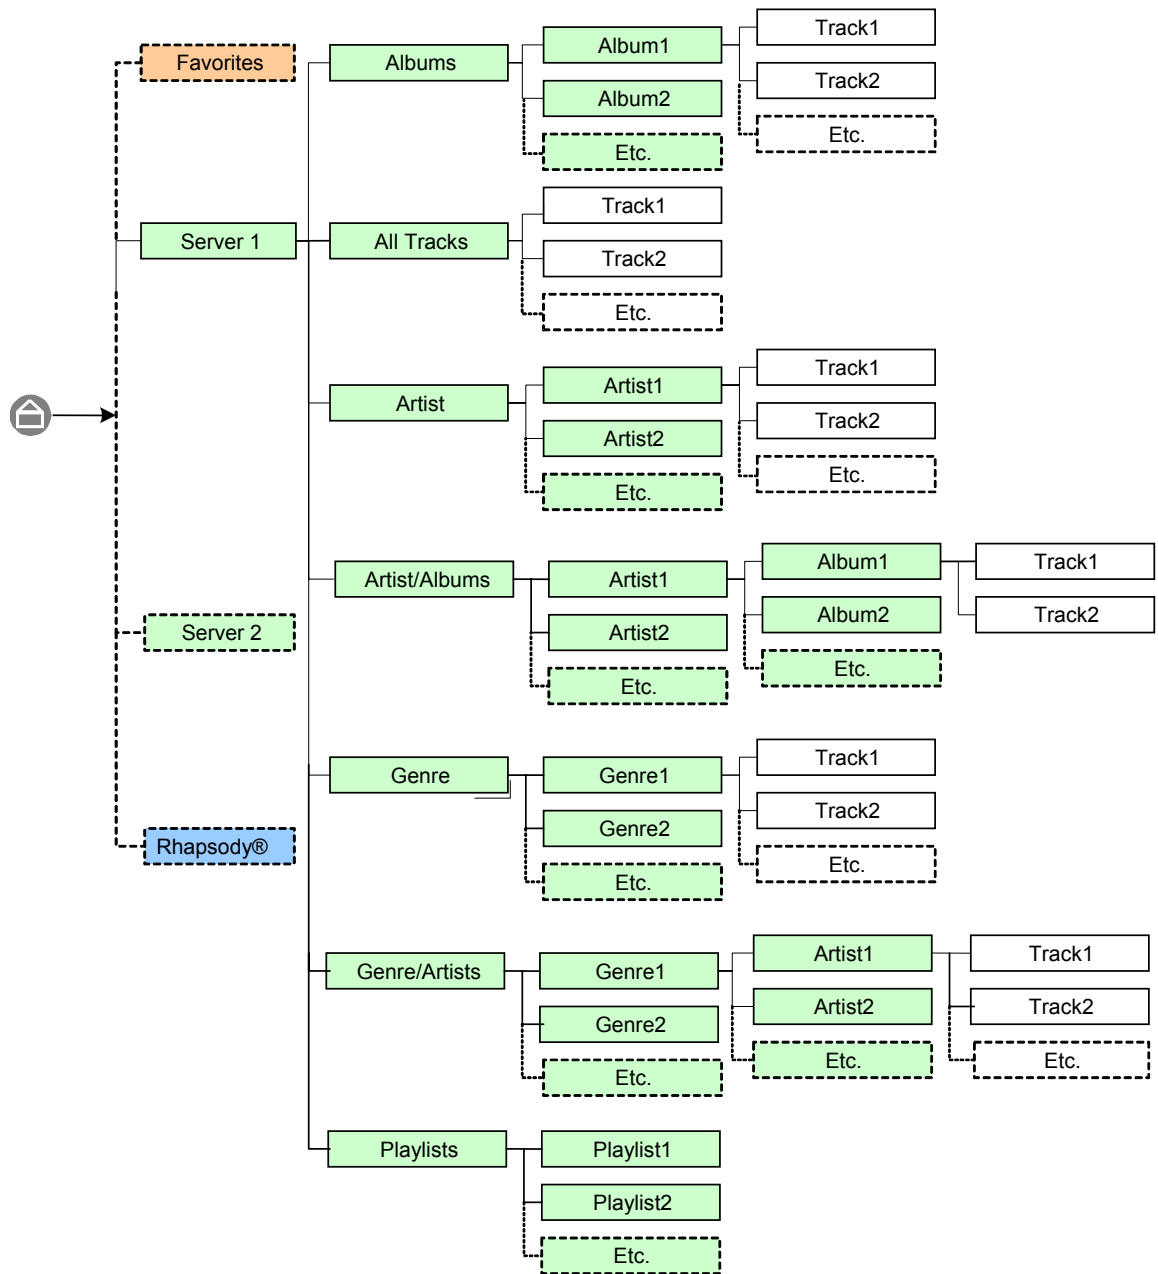 Favorites
Server 1
Server 2
Rhapsody®
Albums
Album1
Track1
Track2
Etc.
Album2
Etc.
All Tracks
Track1
Track2
Etc.
Artist
Artist1
Track1
Track2
Etc.
Artist2
Etc.
Artist/Albums
Artist1
Album1
Track1
Track2
Album2
Etc.
Artist2
Etc.
Genre
Genre1
Track1
Track2
Etc.
Genre2
Etc.
Genre/Artists
Genre1
Artist1
Track1
Track2
Etc.
Artist2
Etc.
Genre2
Etc.
Playlists
Playlist1
Playlist2
Etc.